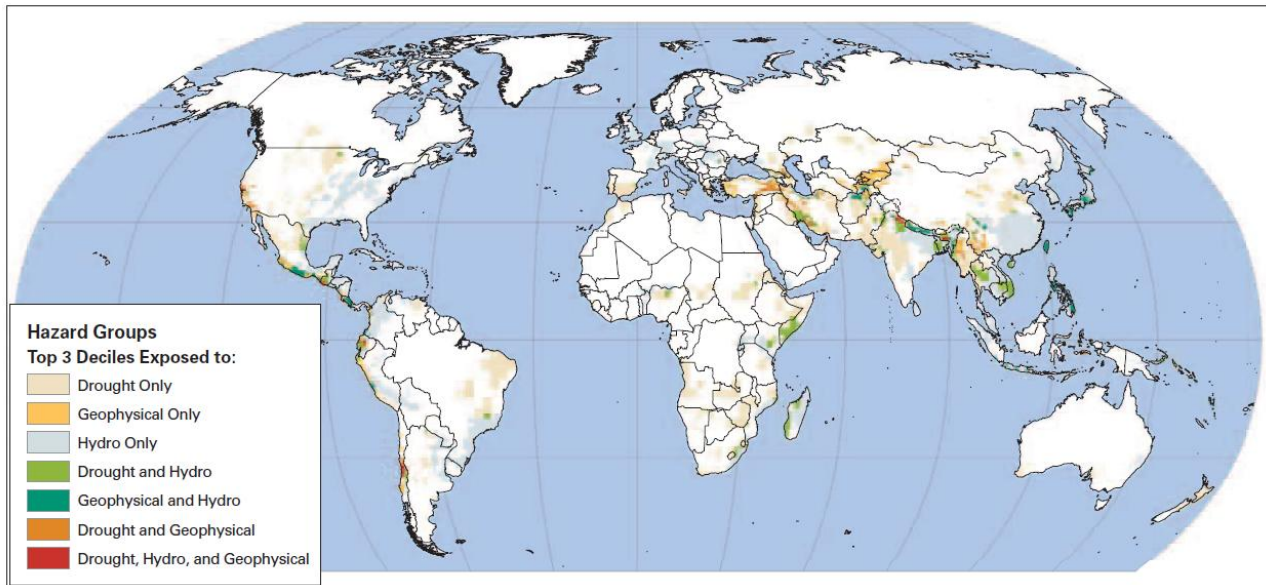 Hazard Groups
Top 3 Deciles Exposed to:
Drought Only
Geophysical Only
Hydro Only
Drought and Hydro
Geophysical and Hydro
Drought and Geophysical
Drought, Hydro, and Geophysical